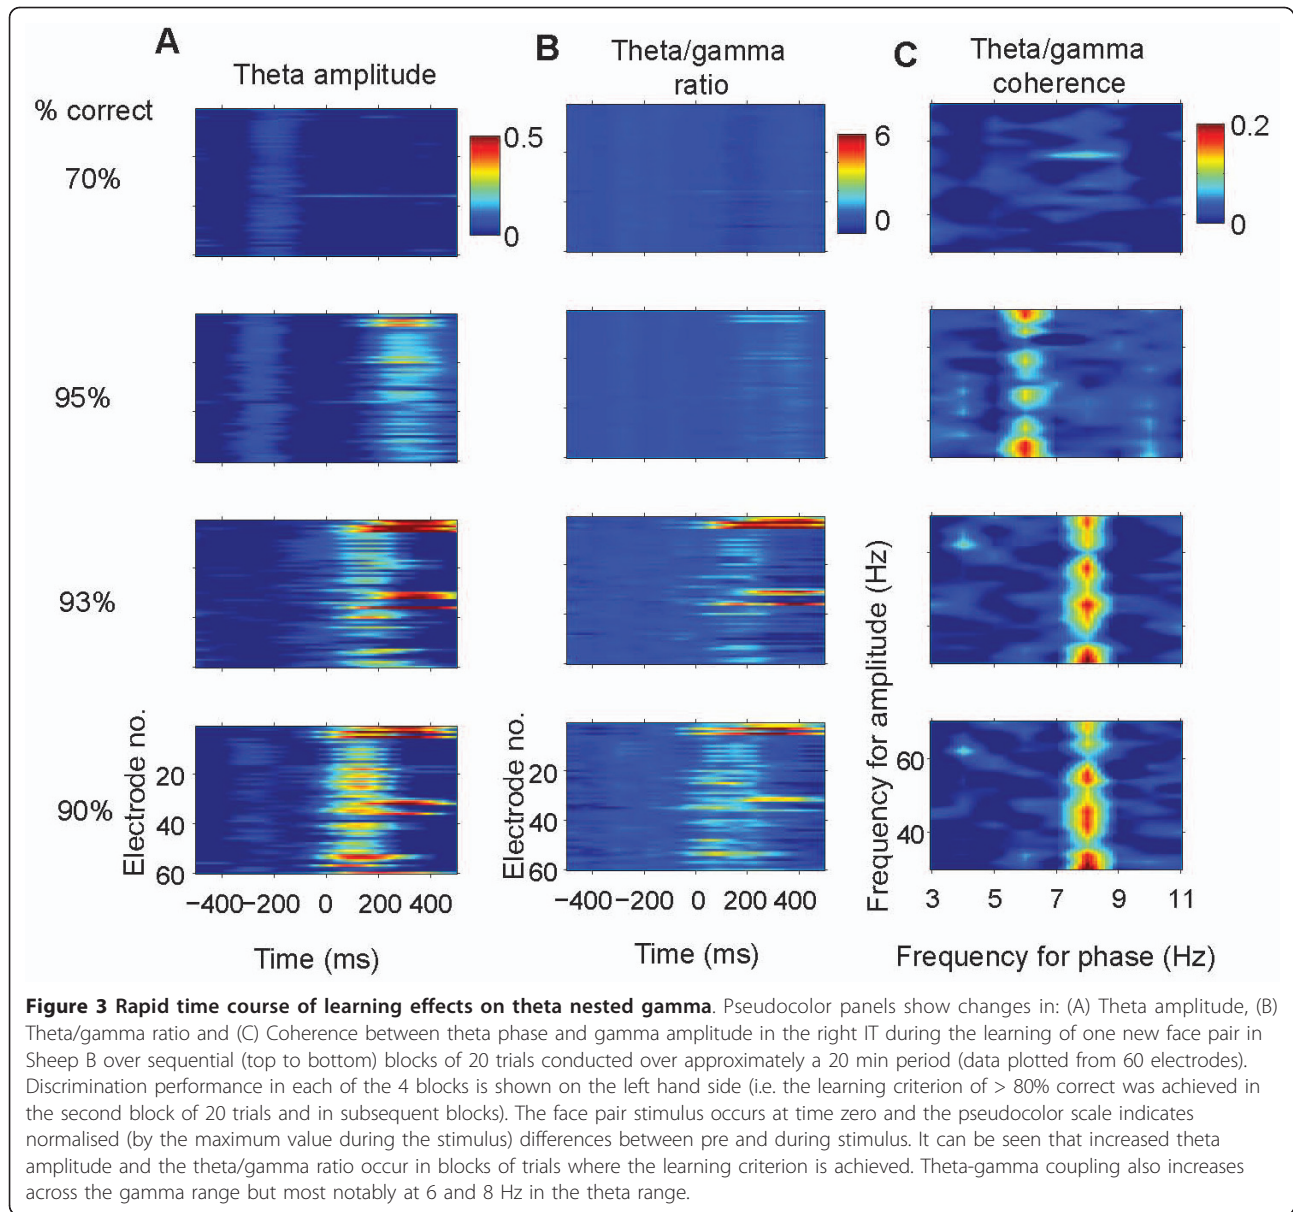 A
B
C
Theta amplitude
Theta/gamma
ratio
Theta/gamma
coherence
% correct
70%
0.5
0
6
0
0.2
0
95%
93%
90%
Electrode no.
20
40
60
−400
−200
0
200
400
Time (ms)
Electrode no.
20
40
60
−400
−200
0
200
400
Time (ms)
Frequency for amplitude (Hz)
60
40
3
5
7
9
11
Frequency for phase (Hz)
Figure 3 Rapid time course of learning effects on theta nested gamma. Pseudocolor panels show changes in: (A) Theta amplitude, (B)
Theta/gamma ratio and (C) Coherence between theta phase and gamma amplitude in the right IT during the learning of one new face pair in
Sheep B over sequential (top to bottom) blocks of 20 trials conducted over approximately a 20 min period (data plotted from 60 electrodes).
Discrimination performance in each of the 4 blocks is shown on the left hand side (i.e. the learning criterion of > 80% correct was achieved in
the second block of 20 trials and in subsequent blocks). The face pair stimulus occurs at time zero and the pseudocolor scale indicates
normalised (by the maximum value during the stimulus) differences between pre and during stimulus. It can be seen that increased theta
amplitude and the theta/gamma ratio occur in blocks of trials where the learning criterion is achieved. Theta-gamma coupling also increases
across the gamma range but most notably at 6 and 8 Hz in the theta range.